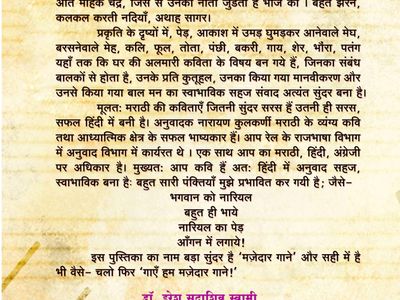 अति मोहक चंद्र, जिस से उनका नाता जुड़ता है भांजे का । बहते झरने,
कलकल करती नदियाँ, अथाह सागर।
प्रकृति के दृष्यों में, पेड़, आकाश में उमड़ घुमड़कर आनेवाले मेघ,
बरसनेवाले मेह, कलि, फूल, तोता, पंछी, बकरी, गाय, शेर, भौरा, पतंग
यहाँ तक कि घर की अलमारी कविता के विषय बन गये हैं, जिनका संबंध
बालकों से होता है, उनके प्रति कुतूहल, उनका किया गया मानवीकरण और
उनसे किया गया बाल मन का स्वाभाविक सहज संवाद अत्यंत सुंदर बना है।
मूलत: मराठी की कविताएँ जितनी सुंदर सरस हैं उतनी ही सरस,
सफल हिंदी में बनी है। अनुवादक नारायण कुलकर्णी मराठी के व्यंग्य कवि
तथा आध्यात्मिक क्षेत्र के सफल भाष्यकार हैं। आप रेल के राजभाषा विभाग
में अनुवाद विभाग में कार्यरत थे । एक साथ आप का मराठी, हिंदी, अंग्रेजी
पर अधिकार है। मुख्यत: आप कवि हैं अत: हिंदी में अनुवाद सहज,
स्वाभाविक बना है: बहुत सारी पंक्तियाँ मुझे प्रभावित कर गयी है; जैसे-
भगवान को नारियल
बहुत ही भाये
नारियल का पेड़
आँगन में लगाये!
इस पुस्तिका का नाम बड़ा सुंदर है 'मज़ेदार गाने' और सही में है
भी वैसे- चलो फिर 'गाएँ हम मज़ेदार गाने!'
डॉ. सदाशिव स्वामी